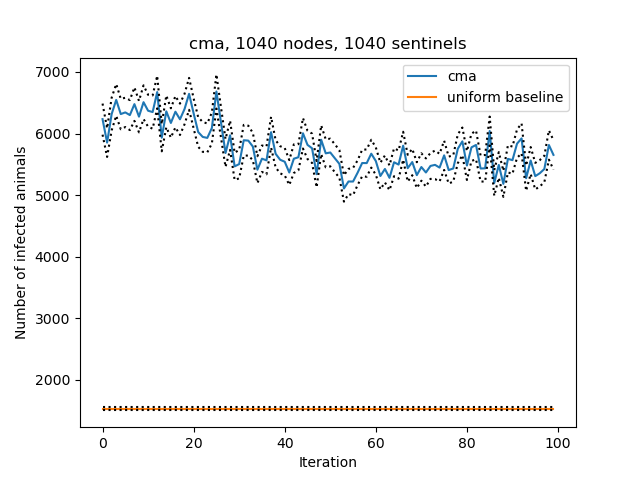 cma, 1040 nodes, 1040 sentinels
cma
uniform baseline
Number of infected animals
7000
6000
5000
4000
3000
2000
0
20
40
60
80
100
Iteration